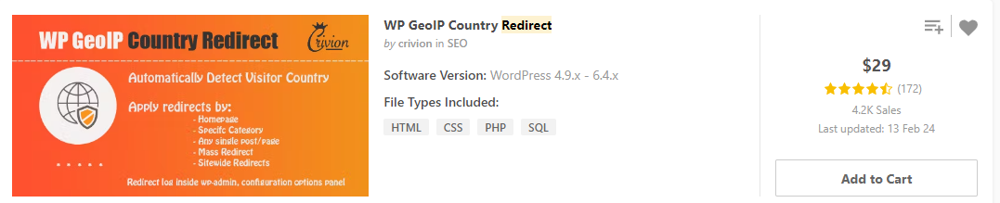 WP GeoIP Country Redirect
Crivion
Automatically Detect Visitor Country
Apply redirects by:
- Homepage
- Specifc Category
- Any single post/page
- Mass Redirect
- Sitewide Redirects
Redirect log inside wp-admin, configuration options panel
WP GeoIP Country Redirect
by crivion in SEO
Software Version: WordPress 4.9.x - 6.4.x
File Types Included:
HTML CSS PHP SQL
$29
(172)
4.2K Sales
Last updated: 13 Feb 24
Add to Cart